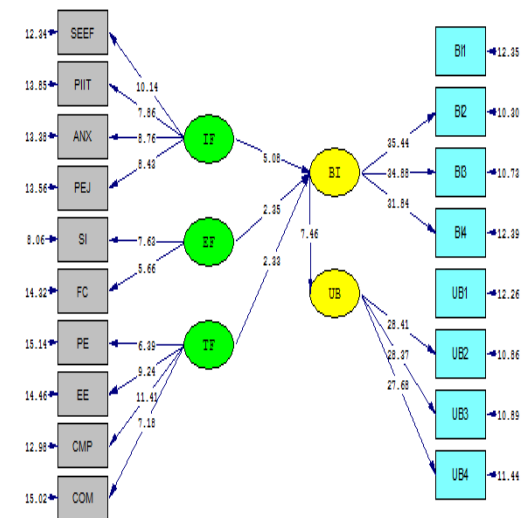 12.34 SEEF
13.85 PIIT
13.38 ANX
13.56 PEJ
8.06 SI
14.32 FC
15.14 PE
14.46 EE
12.98 CMP
15.02 COM
10.14
7.86
8.76
8.43
7.63
5.66
6.39
9.24
11.41
7.18
IF
EF
TF
5.08
2.35
2.33
BI
7.46
UB
35.44
34.88
31.84
28.41
28.37
27.68
BI1 12.35
BI2 10.30
BI3 10.73
BI4 12.39
UB1 12.26
UB2 10.86
UB3 10.89
UB4 11.44